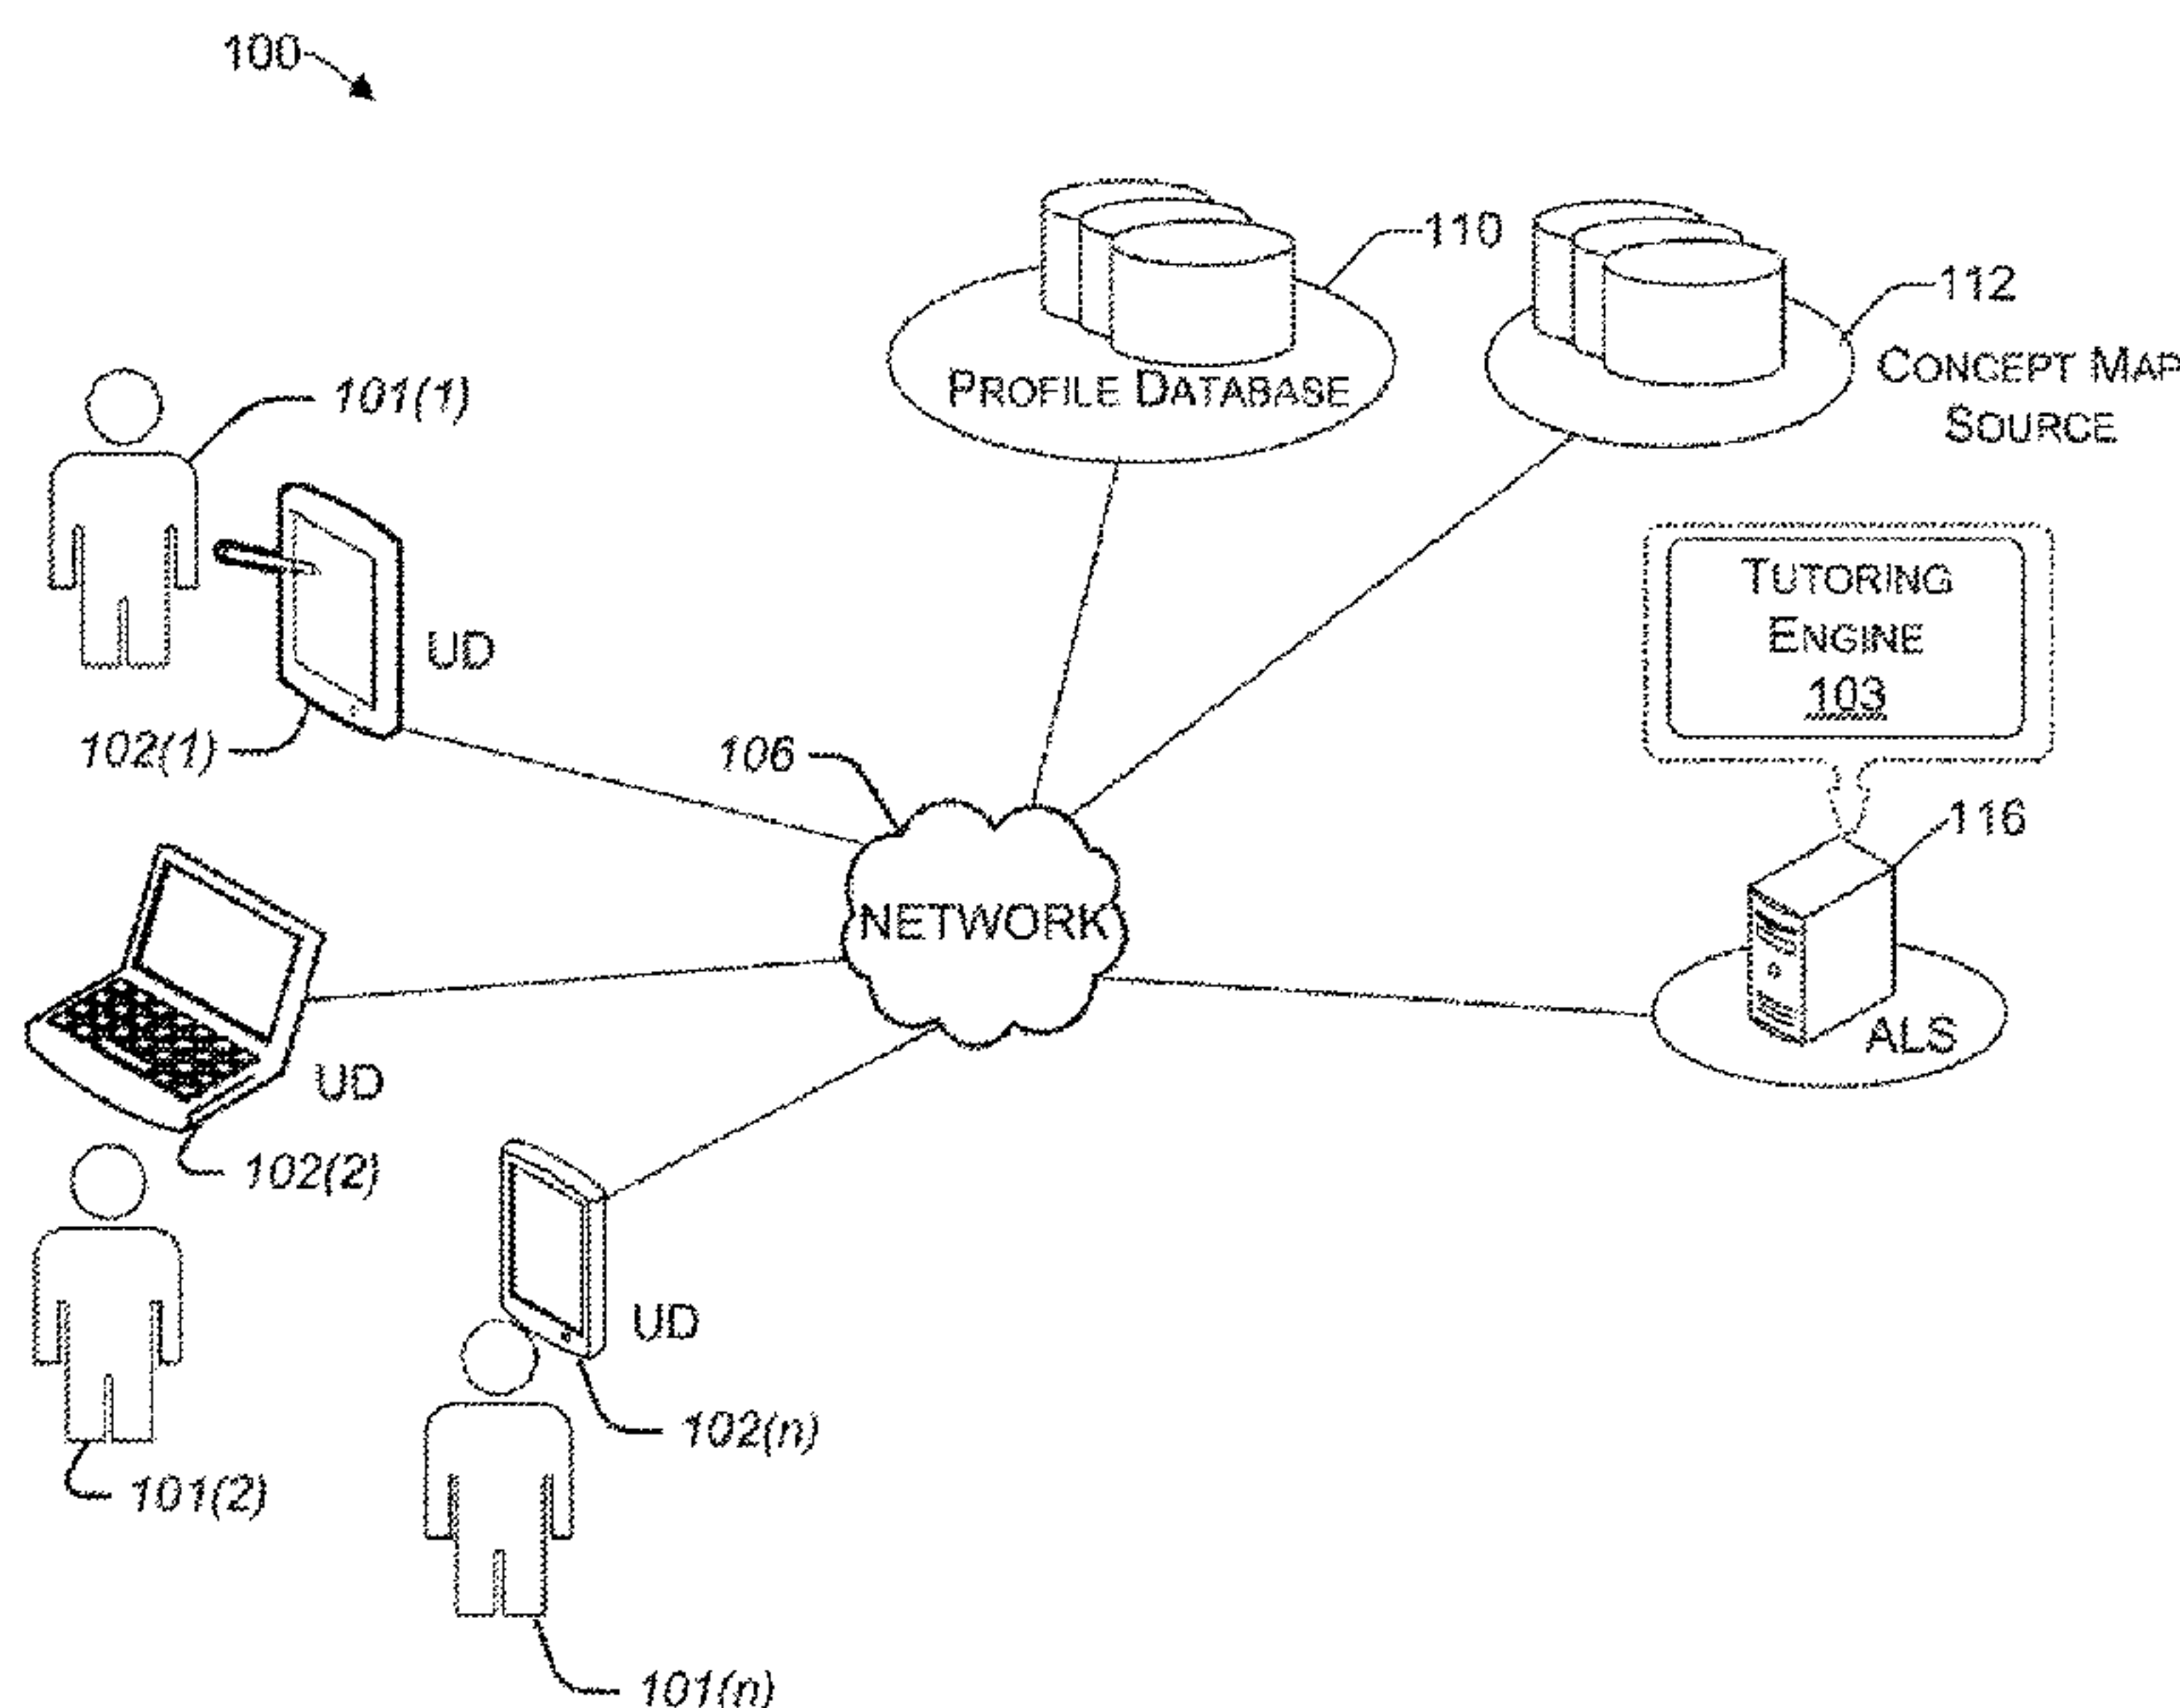 100
110
112
PROFILE DATABASE
CONCEPT MAP
SOURCE
101(1)
TUTORING
ENGINE
103
UD
102(1)
106
116
NETWORK
ALS
UD
102(2)
UD
102(n)
101(2)
101(n)